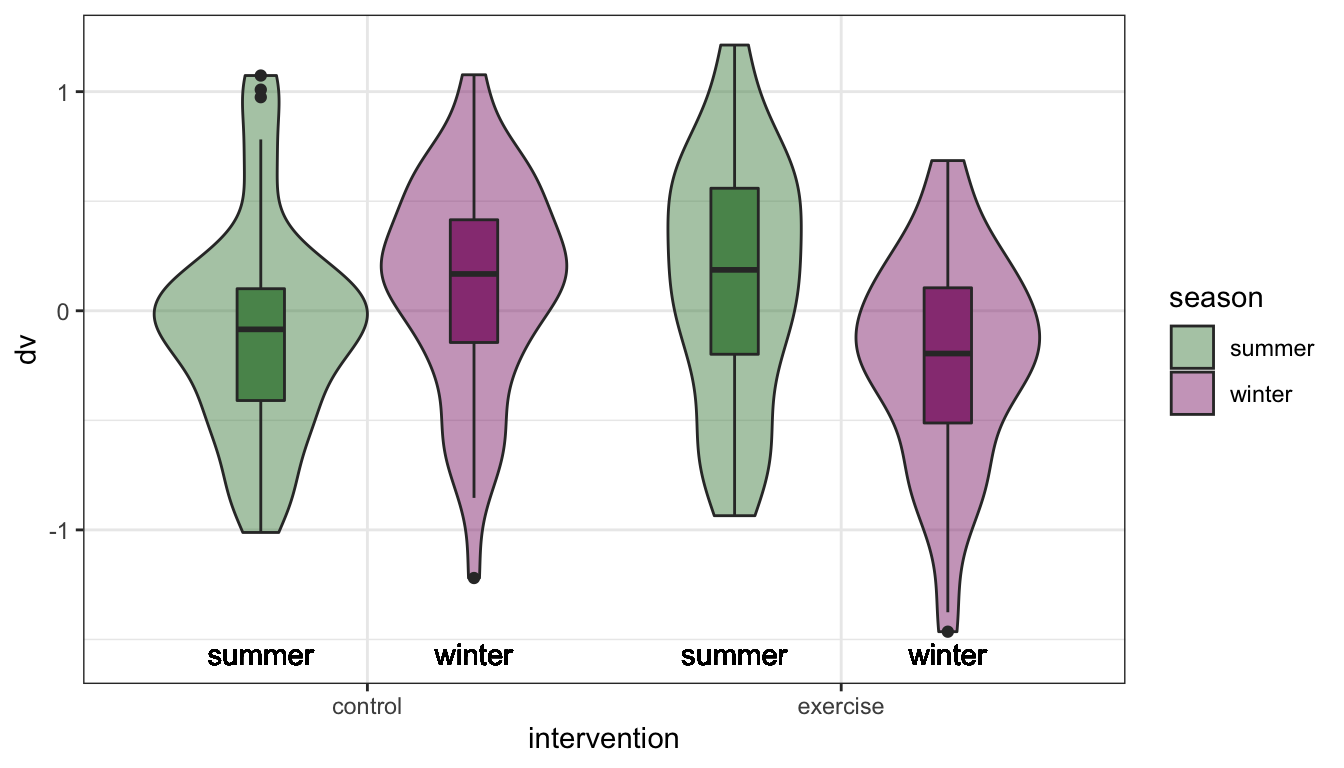 1
0
-1
dv
summer
winter
summer
winter
control
exercise
intervention
season
summer
winter